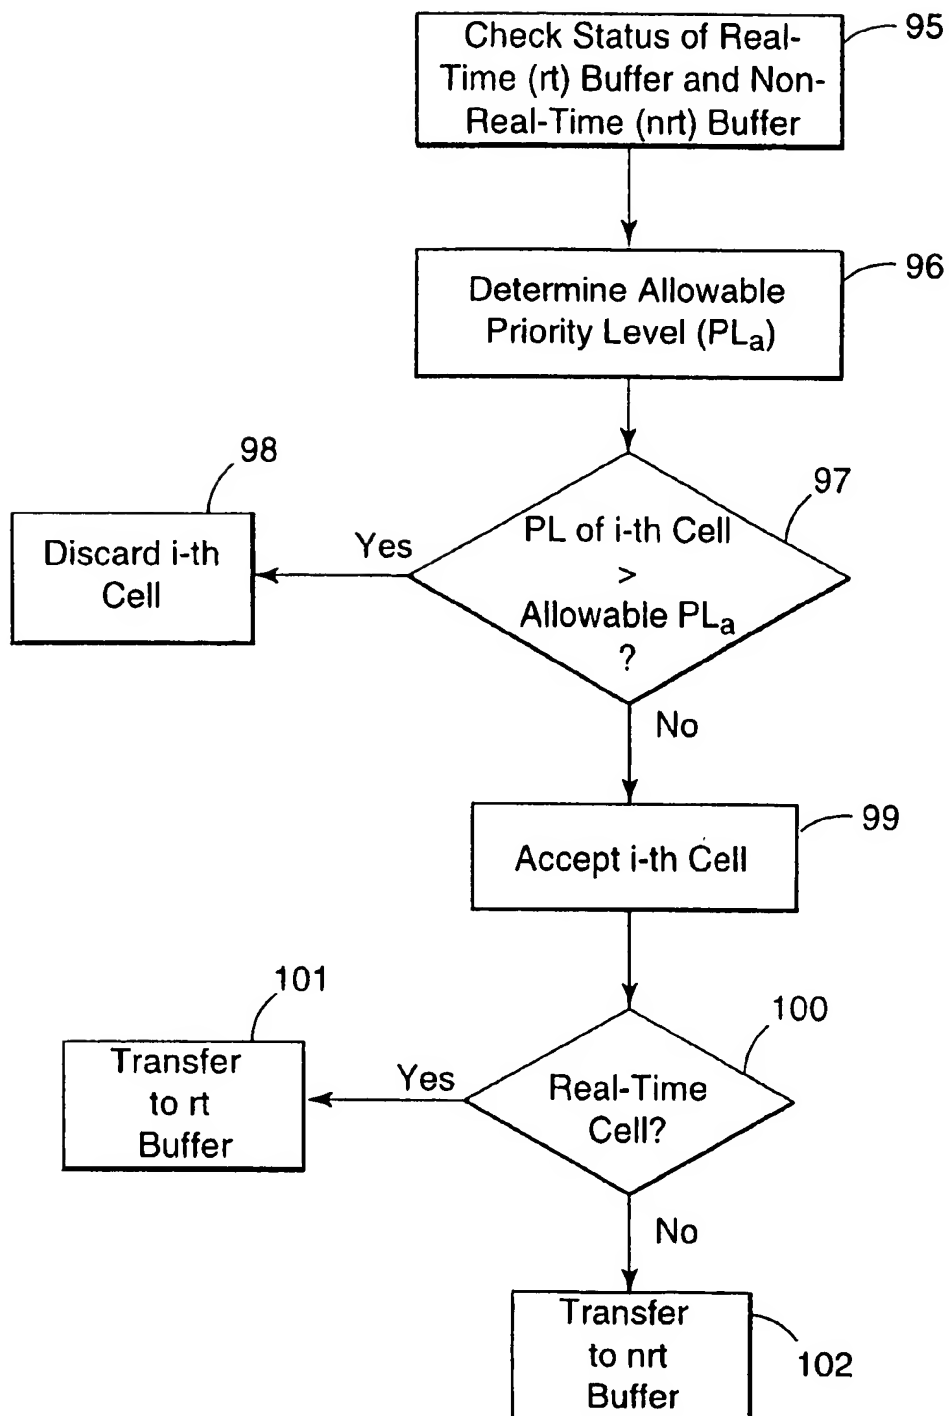 Check Status of Real-
Time (rt) Buffer and Non-
Real-Time (nrt) Buffer
95
Determine Allowable
Priority Level (PLa)
96
PL of i-th Cell
>
Allowable PLa
?
97
Yes
98
Discard i-th
Cell
No
Accept i-th Cell
99
Real-Time
Cell?
100
Yes
101
Transfer
to rt
Buffer
No
Transfer
to nrt
Buffer
102